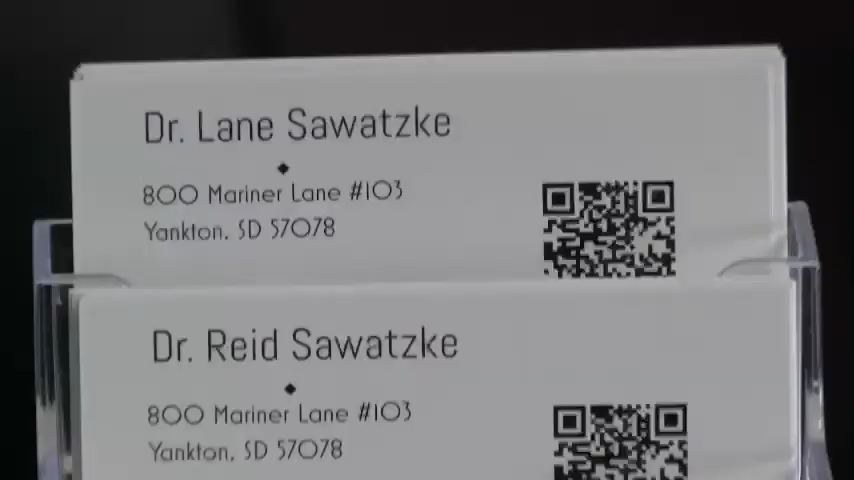 Dr. Lane Sawatzke
800 Mariner Lane #103
Yankton, SD 57078
Dr. Reid Sawatzke
800 Mariner Lane #103
Yankton, SD 57078